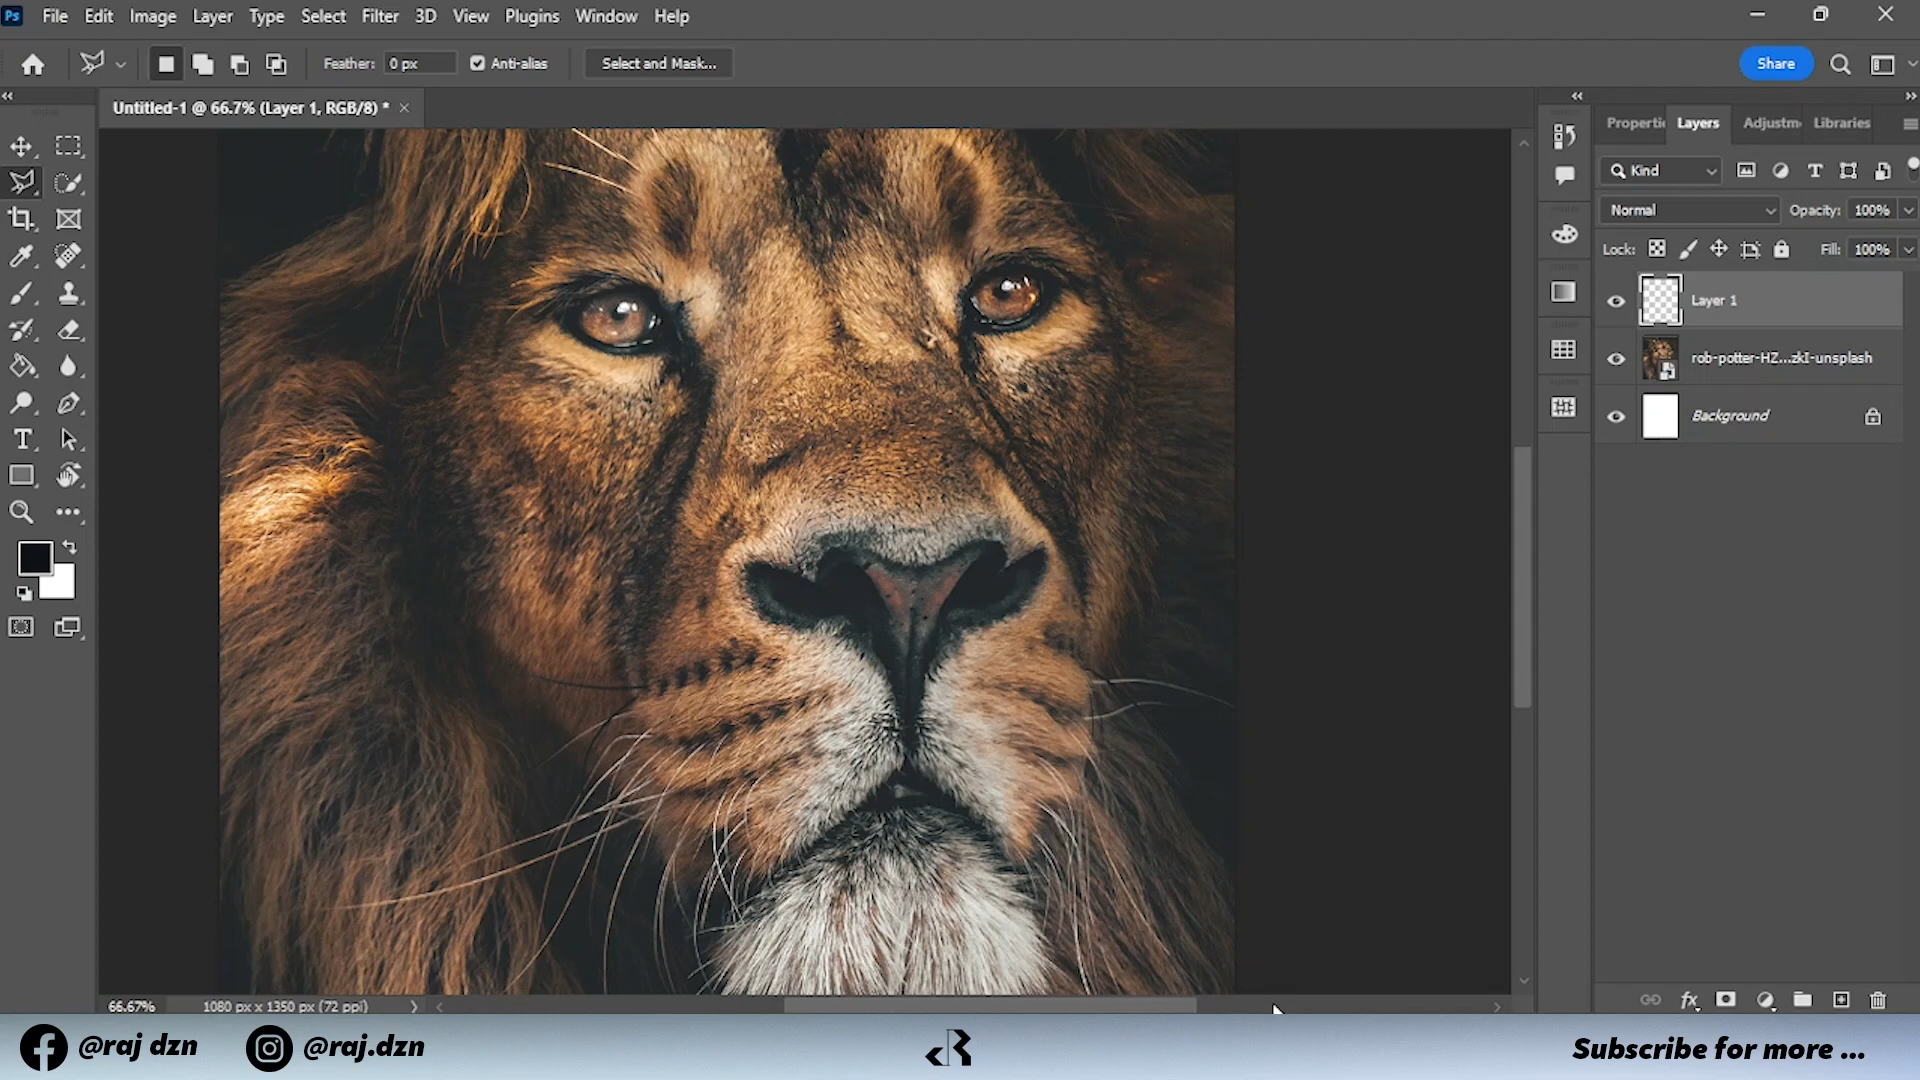 Ps File Edit Image Layer Type Select Filter 3D View Plugins Window Help
Feather: 0 px Anti-alias Select and Mask... Share
Untitled-1 @ 66.7% (Layer 1, RGB/8) *
Properti Layers Adjustm Libraries
Kind
Normal Opacity: 100%
Lock: Fill: 100%
Layer 1
rob-potter-HZ...zkI-unsplash
Background
66.67% 1080 px x 1350 px (72 ppi)
@raj dzn @raj.dzn Subscribe for more ...